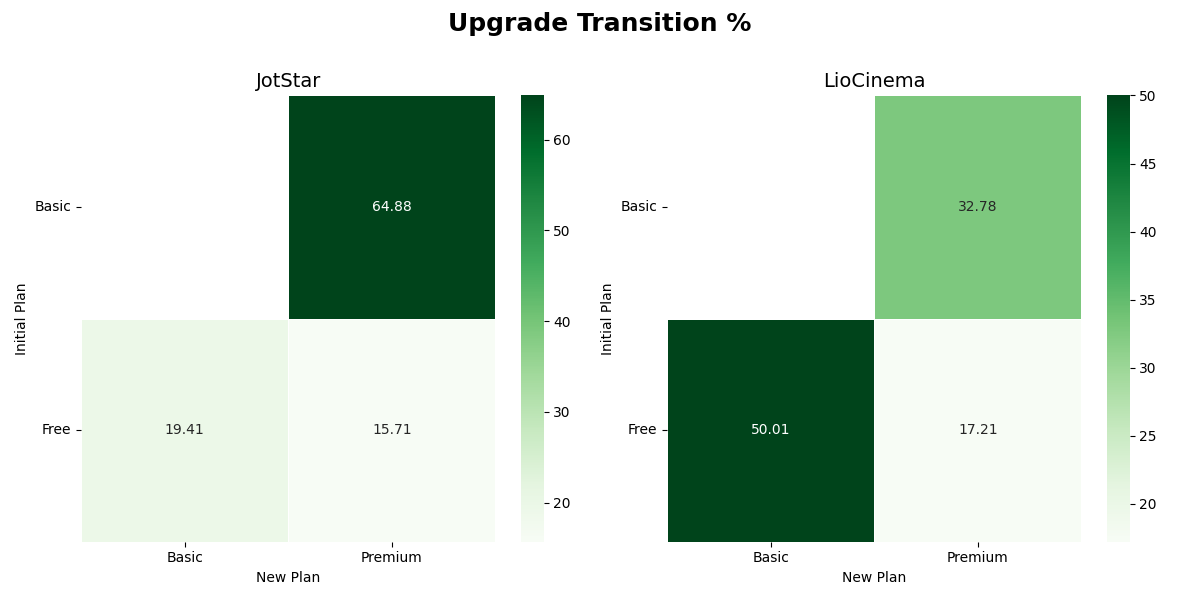 Upgrade Transition %
JotStar
Initial Plan
Basic
Free
64.88
19.41
15.71
Basic
Premium
New Plan
60
50
40
30
20
LioCinema
Initial Plan
Basic
Free
32.78
50.01
17.21
Basic
Premium
New Plan
50
45
40
35
30
25
20